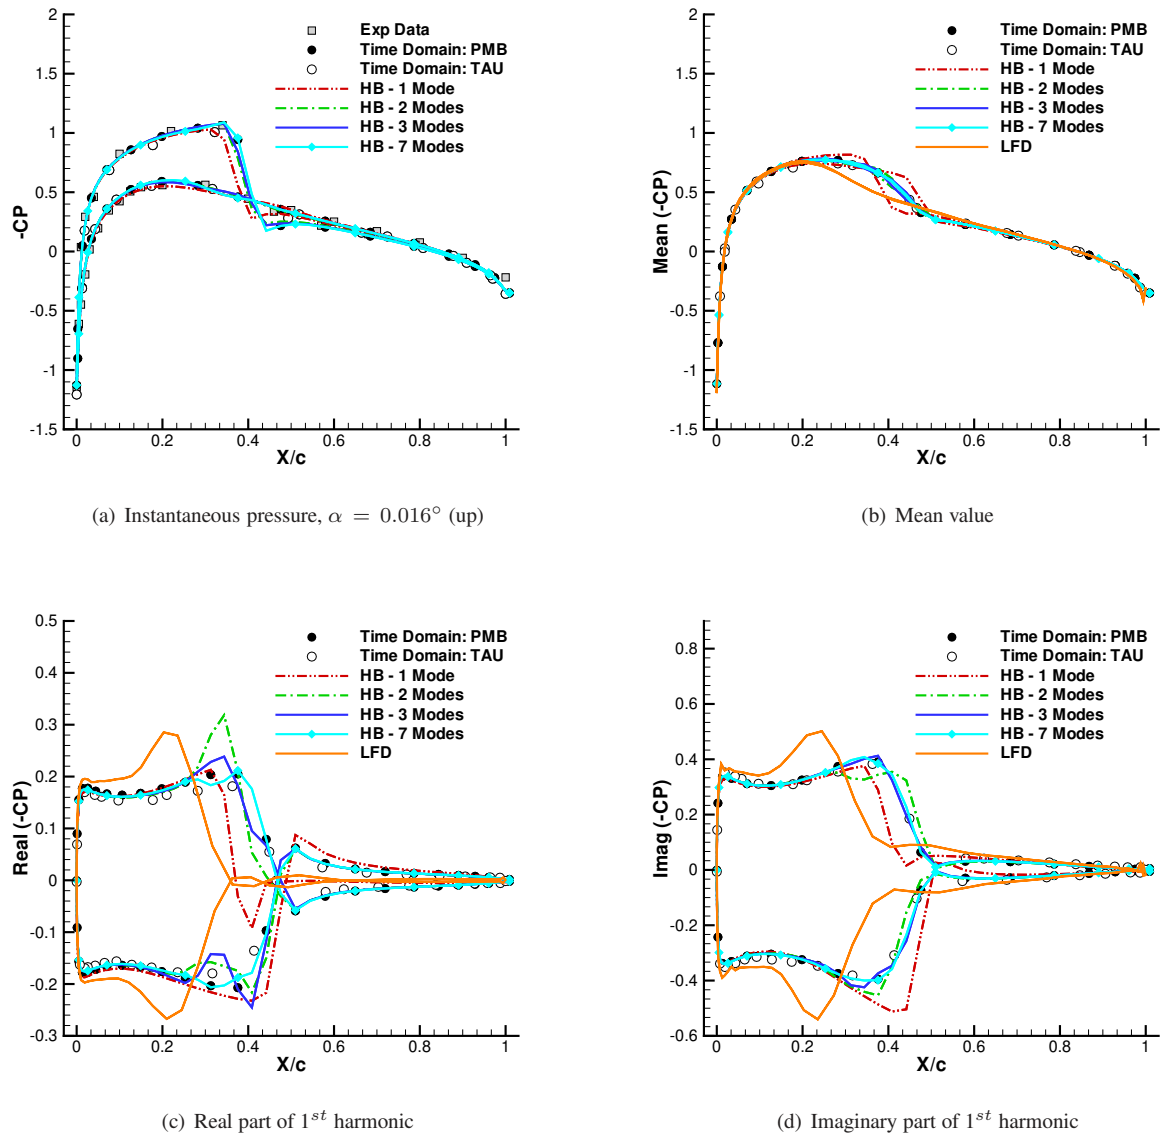 2
1.5
1
0.5
0
-0.5
-1
-1.5
-CP
0
0.2
0.4
0.6
0.8
1
X/c
Exp Data
Time Domain: PMB
Time Domain: TAU
HB - 1 Mode
HB - 2 Modes
HB - 3 Modes
HB - 7 Modes
(a) Instantaneous pressure, α = 0.016° (up)
2
1.5
1
0.5
0
-0.5
-1
-1.5
Mean (-CP)
0
0.2
0.4
0.6
0.8
1
X/c
Time Domain: PMB
Time Domain: TAU
HB - 1 Mode
HB - 2 Modes
HB - 3 Modes
HB - 7 Modes
LFD
(b) Mean value
0.5
0.4
0.3
0.2
0.1
0
-0.1
-0.2
-0.3
Real (-CP)
0
0.2
0.4
0.6
0.8
1
X/c
Time Domain: PMB
Time Domain: TAU
HB - 1 Mode
HB - 2 Modes
HB - 3 Modes
HB - 7 Modes
LFD
(c) Real part of 1st harmonic
0.8
0.6
0.4
0.2
0
-0.2
-0.4
-0.6
Imag (-CP)
0
0.2
0.4
0.6
0.8
1
X/c
Time Domain: PMB
Time Domain: TAU
HB - 1 Mode
HB - 2 Modes
HB - 3 Modes
HB - 7 Modes
LFD
(d) Imaginary part of 1st harmonic